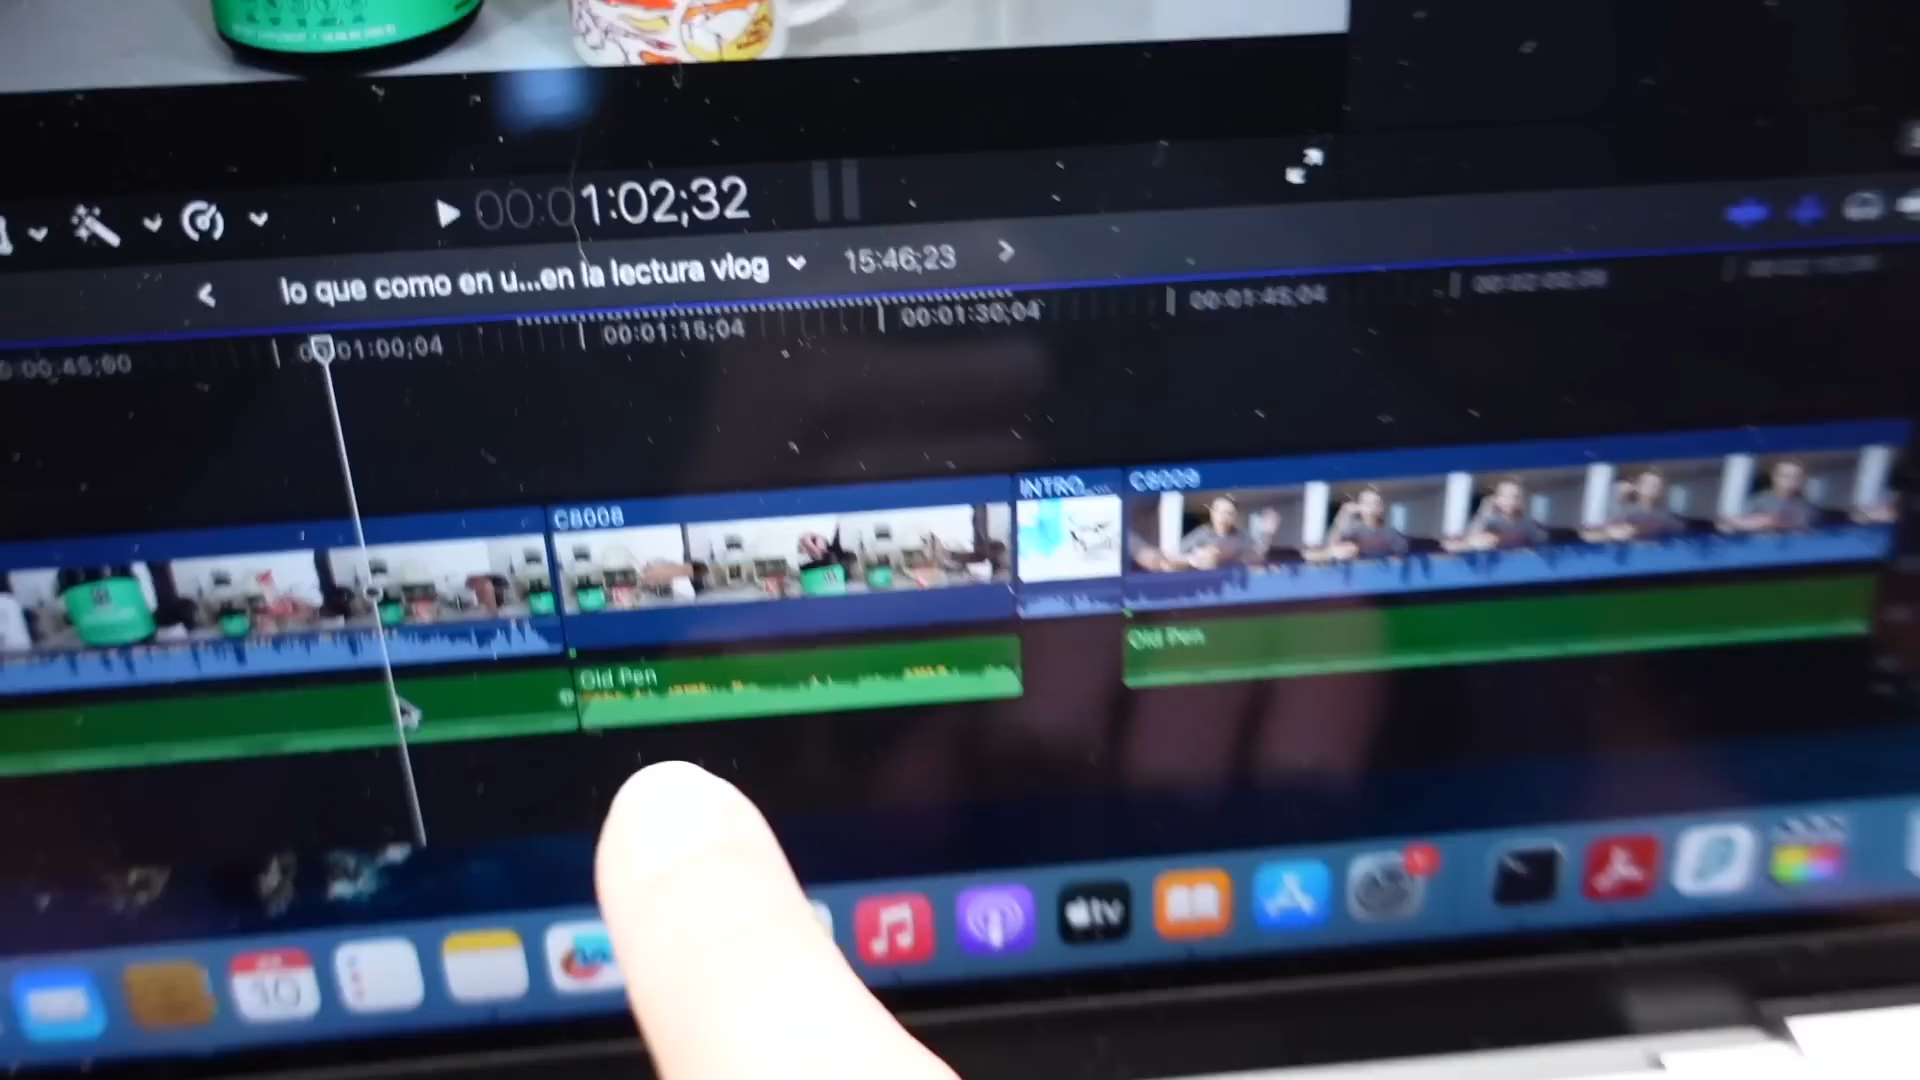 00:01:02;32
lo que como en u...en la lectura vlog
15:46;23
00:01:00;04
00:01:15;04
00:01:30;04
00:01:45;04
C8008
INTRO...
C8009
Old Pen
Old Pen
tv